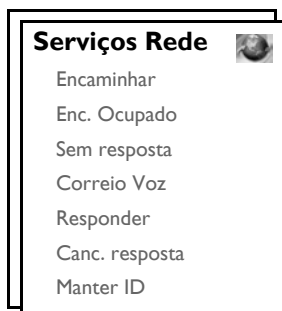 Serviços Rede
Encaminhar
Enc. Ocupado
Sem resposta
Correio Voz
Responder
Canc. resposta
Manter ID